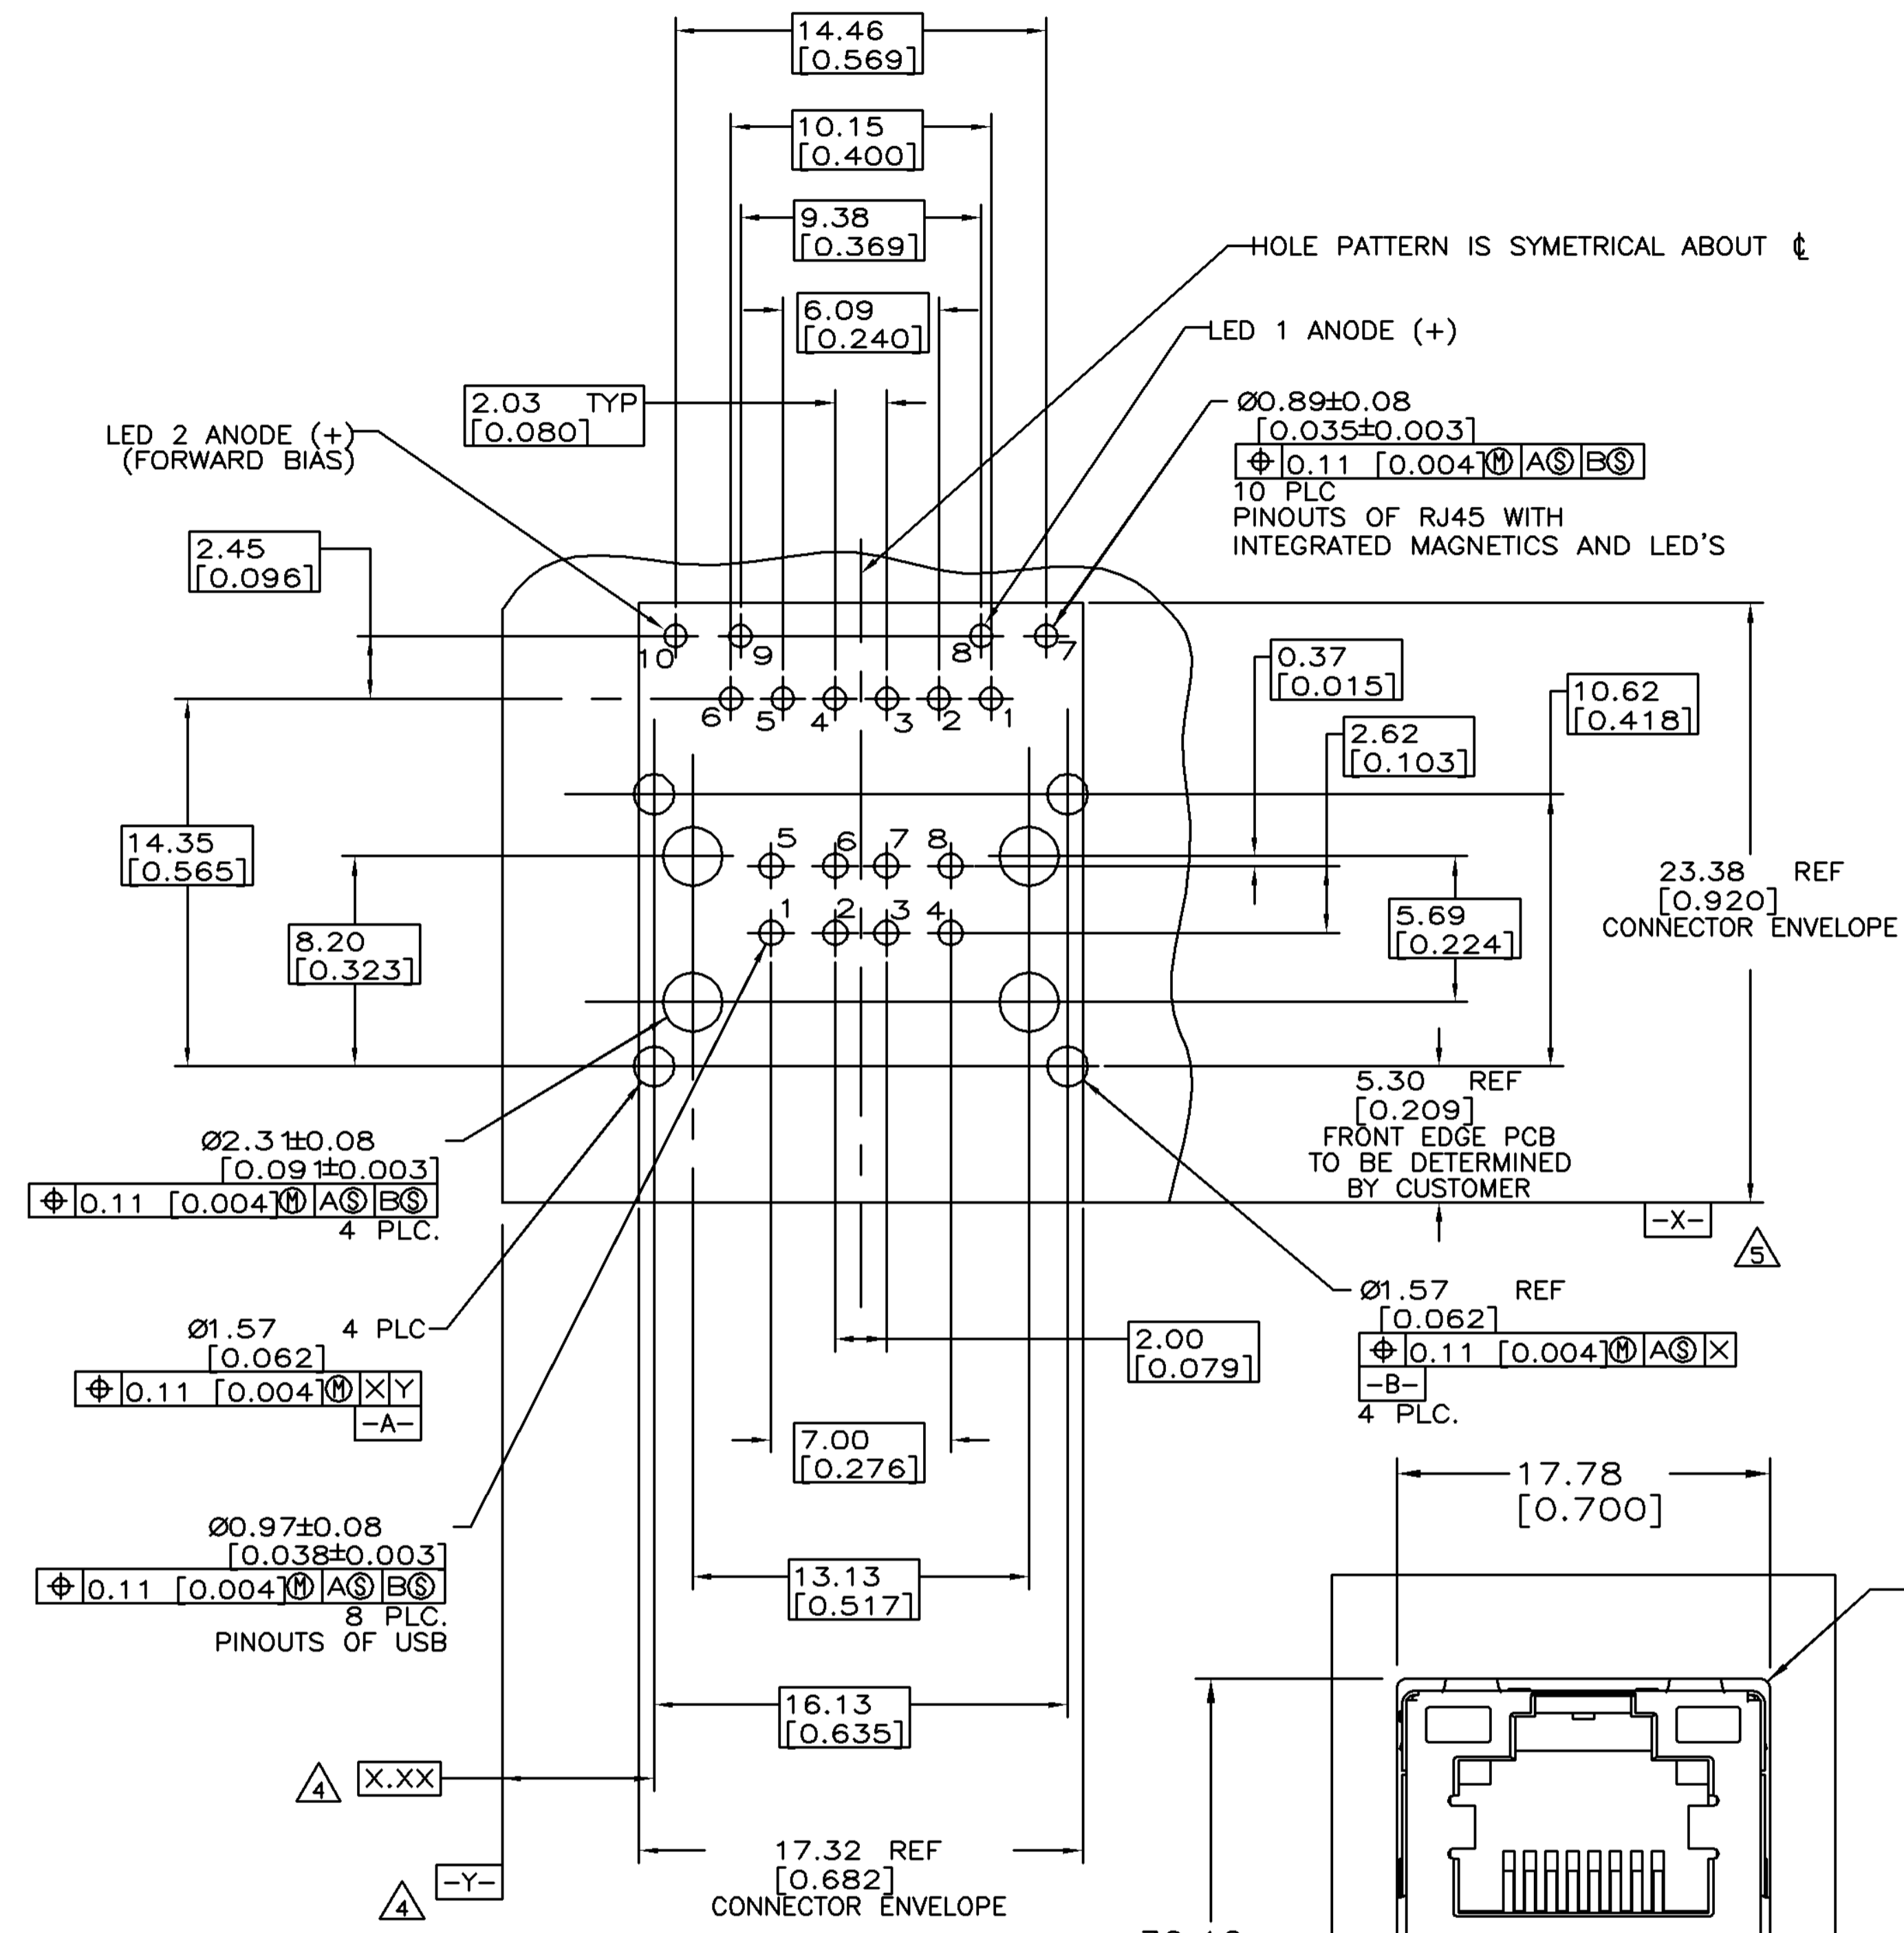 14.46
[0.569]
10.15
[0.400]
9.38
[0.369]
HOLE PATTERN IS SYMETRICAL ABOUT ℄
6.09
[0.240]
LED 1 ANODE (+)
2.03 TYP
[0.080]
Ø0.89±0.08
[0.035±0.003]
⌖ 0.11 [0.004]Ⓜ AⓈ BⓈ
10 PLC
PINOUTS OF RJ45 WITH
INTEGRATED MAGNETICS AND LED'S
LED 2 ANODE (+)
(FORWARD BIAS)
2.45
[0.096]
10 9 8 7
6 5 4 3 2 1
0.37
[0.015]
10.62
[0.418]
2.62
[0.103]
14.35
[0.565]
5 6 7 8
1 2 3 4
23.38 REF
[0.920]
CONNECTOR ENVELOPE
5.69
[0.224]
8.20
[0.323]
5.30 REF
[0.209]
FRONT EDGE PCB
TO BE DETERMINED
BY CUSTOMER
Ø2.31±0.08
[0.091±0.003]
⌖ 0.11 [0.004]Ⓜ AⓈ BⓈ
4 PLC.
-X-
5
Ø1.57 4 PLC
[0.062]
⌖ 0.11 [0.004]Ⓜ X Y
-A-
Ø1.57 REF
[0.062]
⌖ 0.11 [0.004]Ⓜ AⓈ X
-B-
4 PLC.
2.00
[0.079]
7.00
[0.276]
17.78
[0.700]
Ø0.97±0.08
[0.038±0.003]
⌖ 0.11 [0.004]Ⓜ AⓈ BⓈ
8 PLC.
PINOUTS OF USB
13.13
[0.517]
16.13
[0.635]
4
X.XX
17.32 REF
[0.682]
CONNECTOR ENVELOPE
-Y-
4